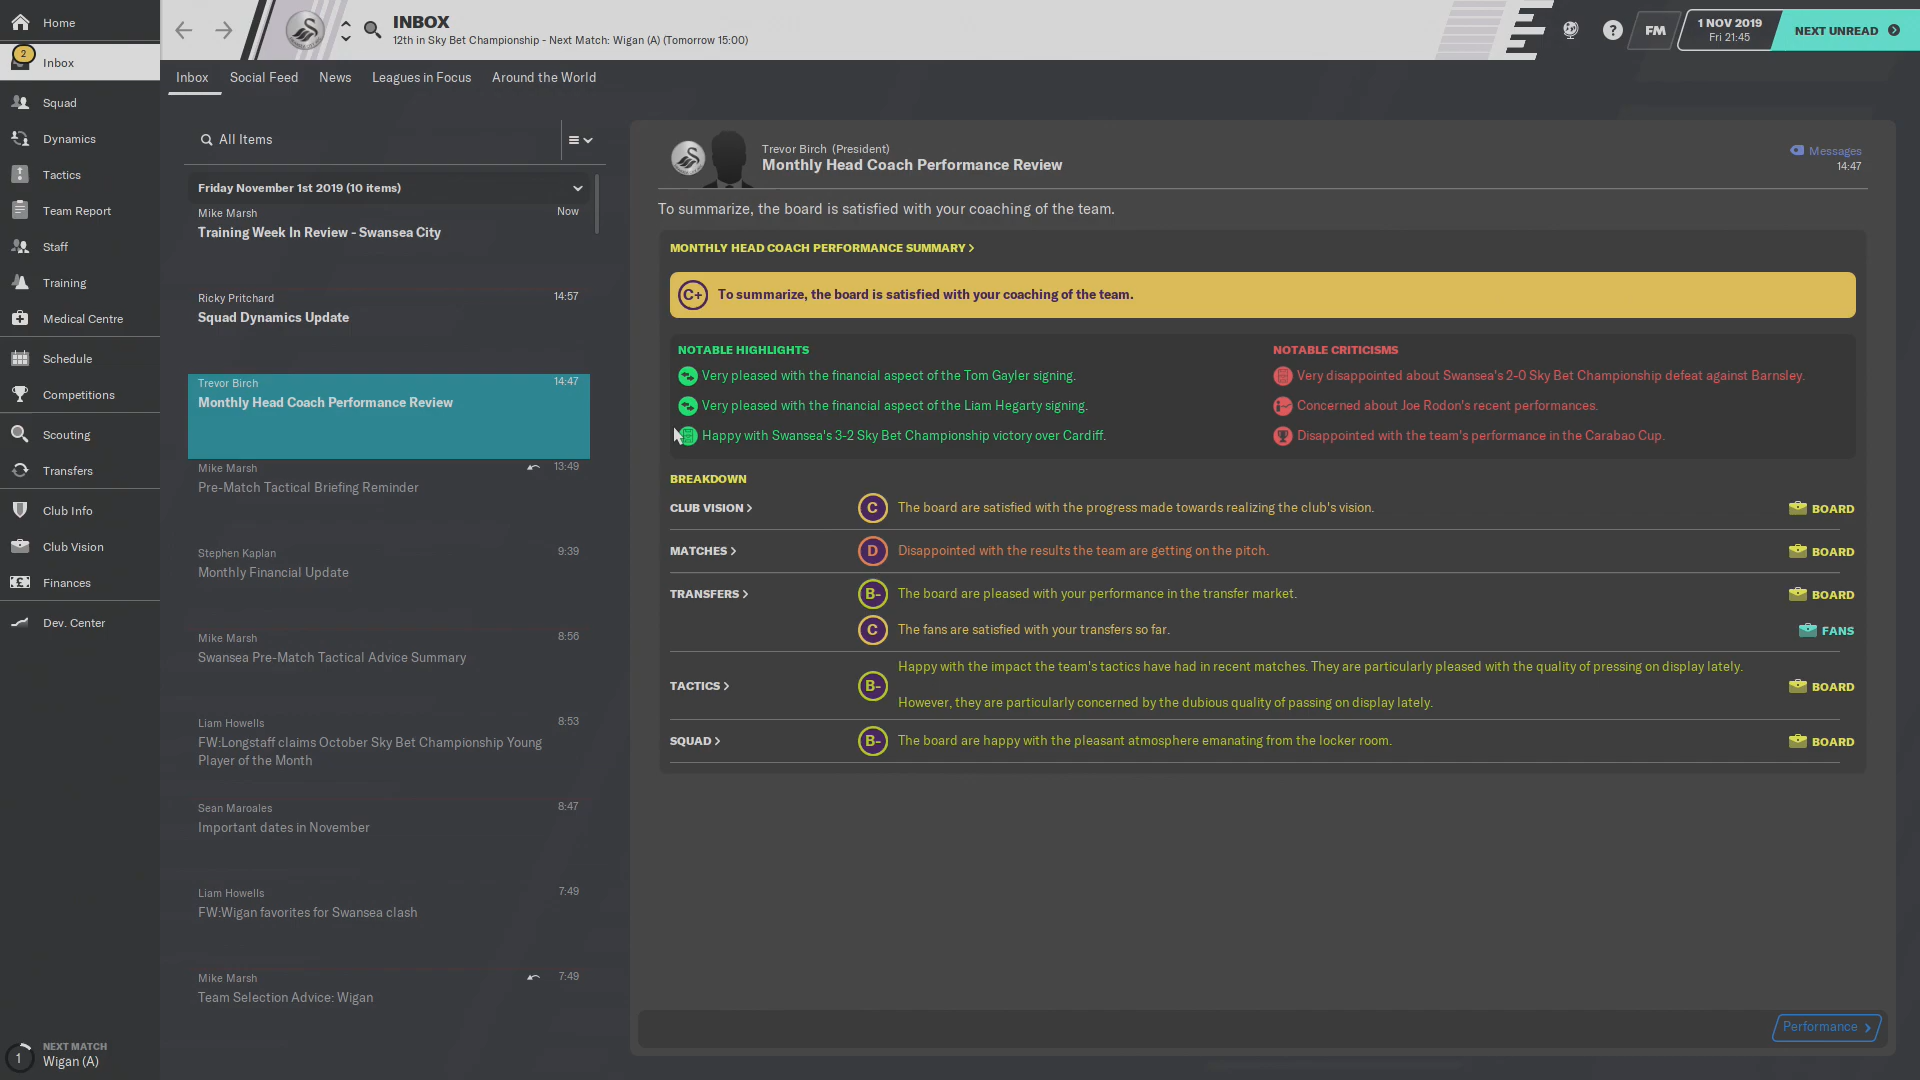 Home
2
Inbox
Squad
Dynamics
Tactics
Team Report
Staff
Training
Medical Centre
Schedule
Competitions
Scouting
Transfers
Club Info
Club Vision
Finances
Dev. Center
1
NEXT MATCH
Wigan (A)
INBOX
12th in Sky Bet Championship - Next Match: Wigan (A) (Tomorrow 15:00)
?
FM
1 NOV 2019
Fri 21:45
NEXT UNREAD
Inbox Social Feed News Leagues in Focus Around the World
All Items
Friday November 1st 2019 (10 items)
Mike Marsh Now
Training Week In Review - Swansea City
Ricky Pritchard 14:57
Squad Dynamics Update
Trevor Birch 14:47
Monthly Head Coach Performance Review
Mike Marsh 13:49
Pre-Match Tactical Briefing Reminder
Stephen Kaplan 9:39
Monthly Financial Update
Mike Marsh 8:56
Swansea Pre-Match Tactical Advice Summary
Liam Howells 8:53
FW:Longstaff claims October Sky Bet Championship Young
Player of the Month
Sean Maroales 8:47
Important dates in November
Liam Howells 7:49
FW:Wigan favorites for Swansea clash
Mike Marsh 7:49
Team Selection Advice: Wigan
Trevor Birch (President)
Monthly Head Coach Performance Review
Messages
14:47
To summarize, the board is satisfied with your coaching of the team.
MONTHLY HEAD COACH PERFORMANCE SUMMARY >
C+ To summarize, the board is satisfied with your coaching of the team.
NOTABLE HIGHLIGHTS
Very pleased with the financial aspect of the Tom Gayler signing.
Very pleased with the financial aspect of the Liam Hegarty signing.
Happy with Swansea's 3-2 Sky Bet Championship victory over Cardiff.
NOTABLE CRITICISMS
Very disappointed about Swansea's 2-0 Sky Bet Championship defeat against Barnsley.
Concerned about Joe Rodon's recent performances.
Disappointed with the team's performance in the Carabao Cup.
BREAKDOWN
CLUB VISION > C The board are satisfied with the progress made towards realizing the club's vision. BOARD
MATCHES > D Disappointed with the results the team are getting on the pitch. BOARD
TRANSFERS > B- The board are pleased with your performance in the transfer market. BOARD
C The fans are satisfied with your transfers so far. FANS
Happy with the impact the team's tactics have had in recent matches. They are particularly pleased with the quality of pressing on display lately.
TACTICS > B- BOARD
However, they are particularly concerned by the dubious quality of passing on display lately.
SQUAD > B- The board are happy with the pleasant atmosphere emanating from the locker room. BOARD
Performance >